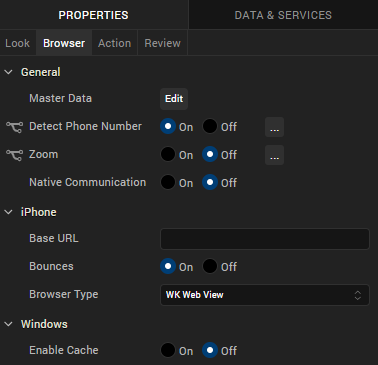 PROPERTIES DATA & SERVICES
Look Browser Action Review
General
Master Data Edit
Detect Phone Number On Off ...
Zoom On Off ...
Native Communication On Off
iPhone
Base URL
Bounces On Off
Browser Type WK Web View
Windows
Enable Cache On Off